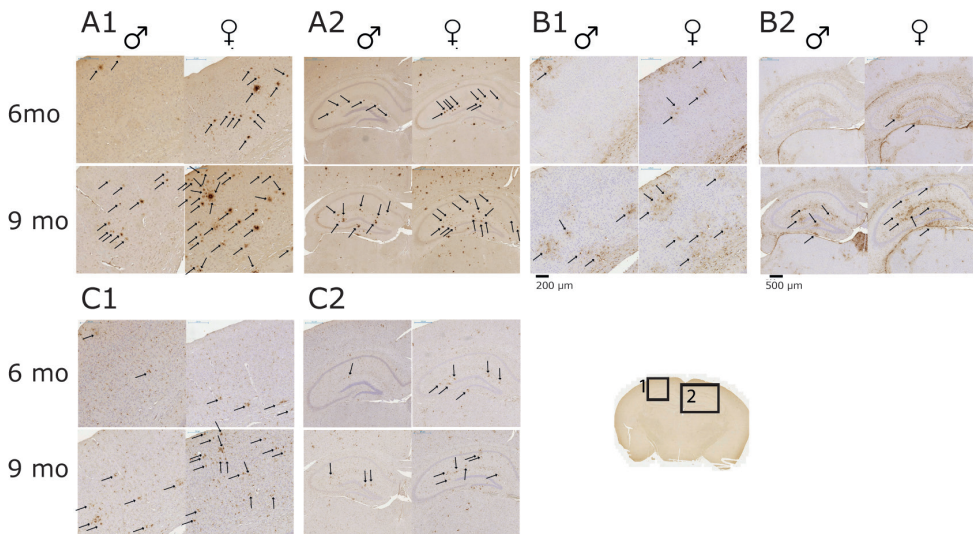 A1 A2 B1 B2
♂ ♀ ♂ ♀ ♂ ♀ ♂ ♀
6mo
9 mo
200 µm 500 µm
C1 C2
6 mo
9 mo
1
2